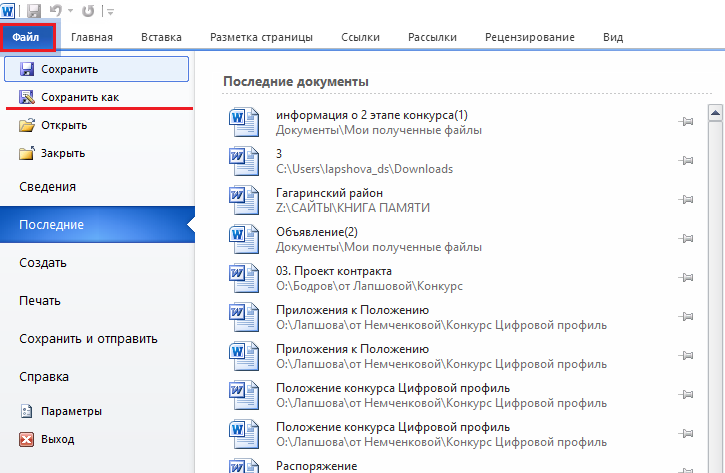 Файл Главная Вставка Разметка страницы Ссылки Рассылки Рецензирование Вид
Сохранить
Сохранить как
Открыть
Закрыть
Сведения
Последние
Создать
Печать
Сохранить и отправить
Справка
Параметры
Выход
Последние документы
информация о 2 этапе конкурса(1)
Документы\Мои полученные файлы
3
C:\Users\lapshova_ds\Downloads
Гагаринский район
Z:\САЙТЫ\КНИГА ПАМЯТИ
Объявление(2)
Документы\Мои полученные файлы
03. Проект контракта
O:\Бодров\от Лапшовой\Конкурс
Приложения к Положению
O:\Лапшова\от Немченковой\Конкурс Цифровой профиль
Приложения к Положению
O:\Лапшова\от Немченковой\Конкурс Цифровой профиль
Положение конкурса Цифровой профиль
O:\Лапшова\от Немченковой\Конкурс Цифровой профиль
Положение конкурса Цифровой профиль
O:\Лапшова\от Немченковой\Конкурс Цифровой профиль
Распоряжение